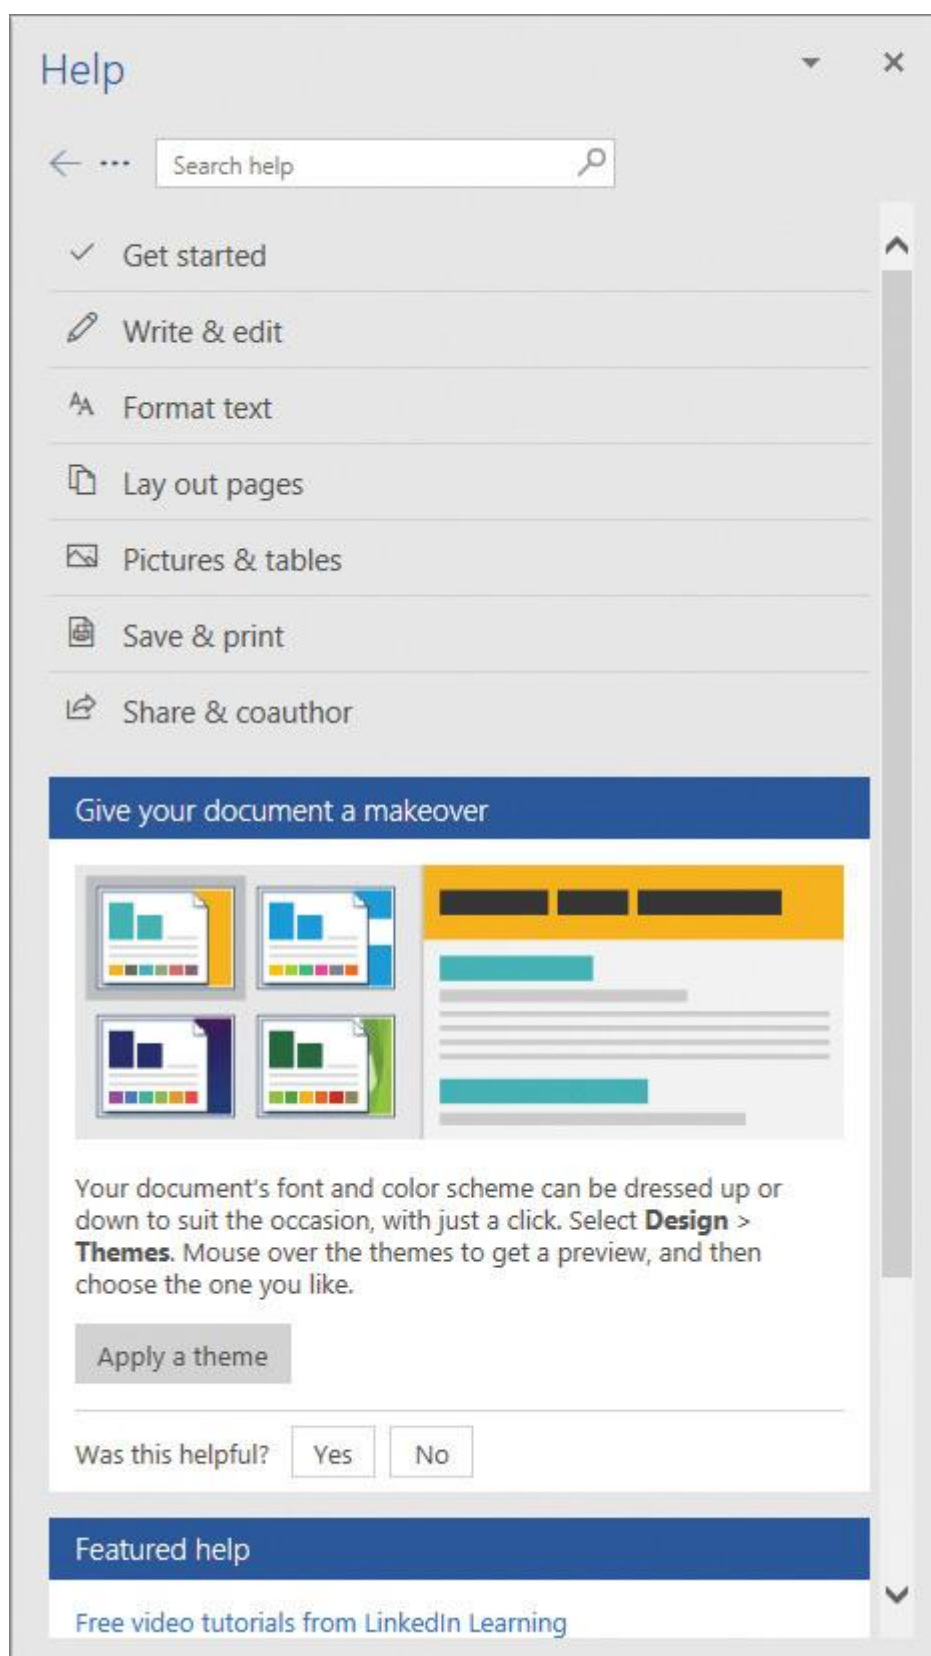 Help
Search help
Get started
Write & edit
Format text
Lay out pages
Pictures & tables
Save & print
Share & coauthor
Give your document a makeover
Your document's font and color scheme can be dressed up or
down to suit the occasion, with just a click. Select Design >
Themes. Mouse over the themes to get a preview, and then
choose the one you like.
Apply a theme
Was this helpful? Yes No
Featured help
Free video tutorials from LinkedIn Learning